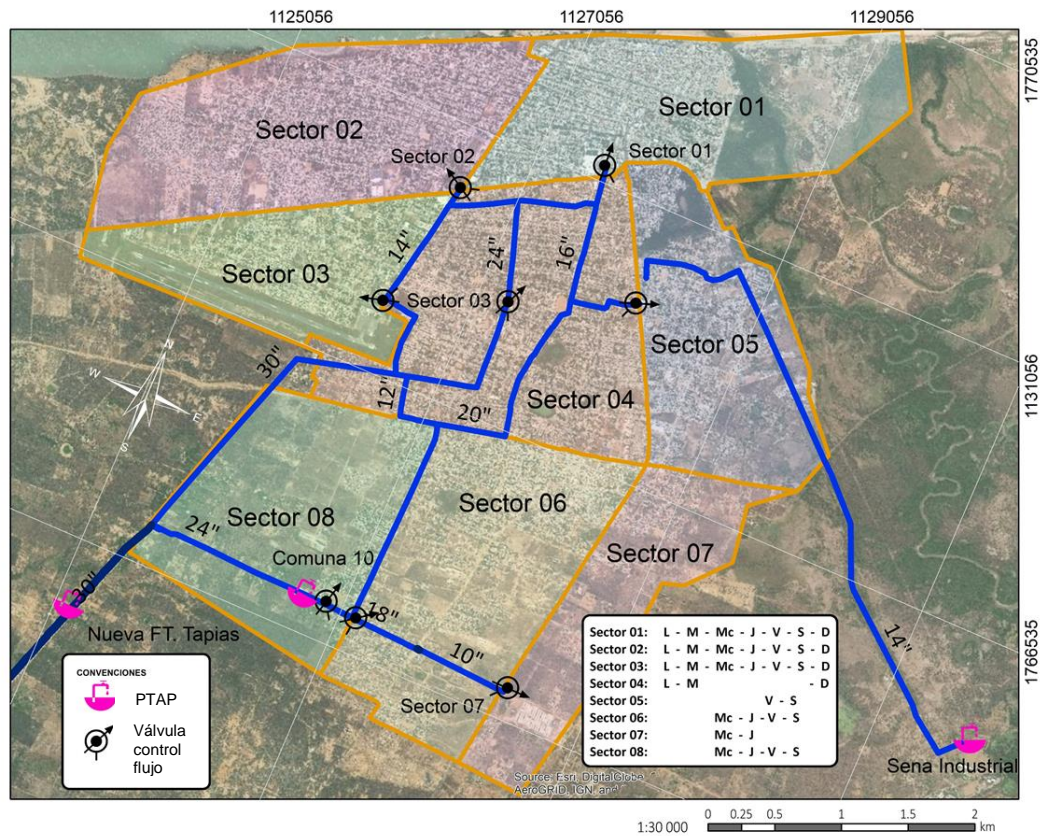 1125056
1127056
1129056
1770535
Sector 01
Sector 02
Sector 02
Sector 01
14"
24"
16"
Sector 03
Sector 03
Sector 05
30"
N
W
E
S
12"
20"
Sector 04
1131056
Sector 06
Sector 08
24"
Comuna 10
Sector 07
30"
18"
Nueva FT. Tapias
10"
14"
1766535
Sector 07
CONVENCIONES
PTAP
Válvula
control
flujo
Sector 01: L - M - Mc - J - V - S - D
Sector 02: L - M - Mc - J - V - S - D
Sector 03: L - M - Mc - J - V - S - D
Sector 04: L - M - D
Sector 05: V - S
Sector 06: Mc - J - V - S
Sector 07: Mc - J
Sector 08: Mc - J - V - S
Sena Industrial
Source: Esri, DigitalGlobe,
AeroGRID, IGN, and
1:30 000
0 0.25 0.5 1 1.5 2
km